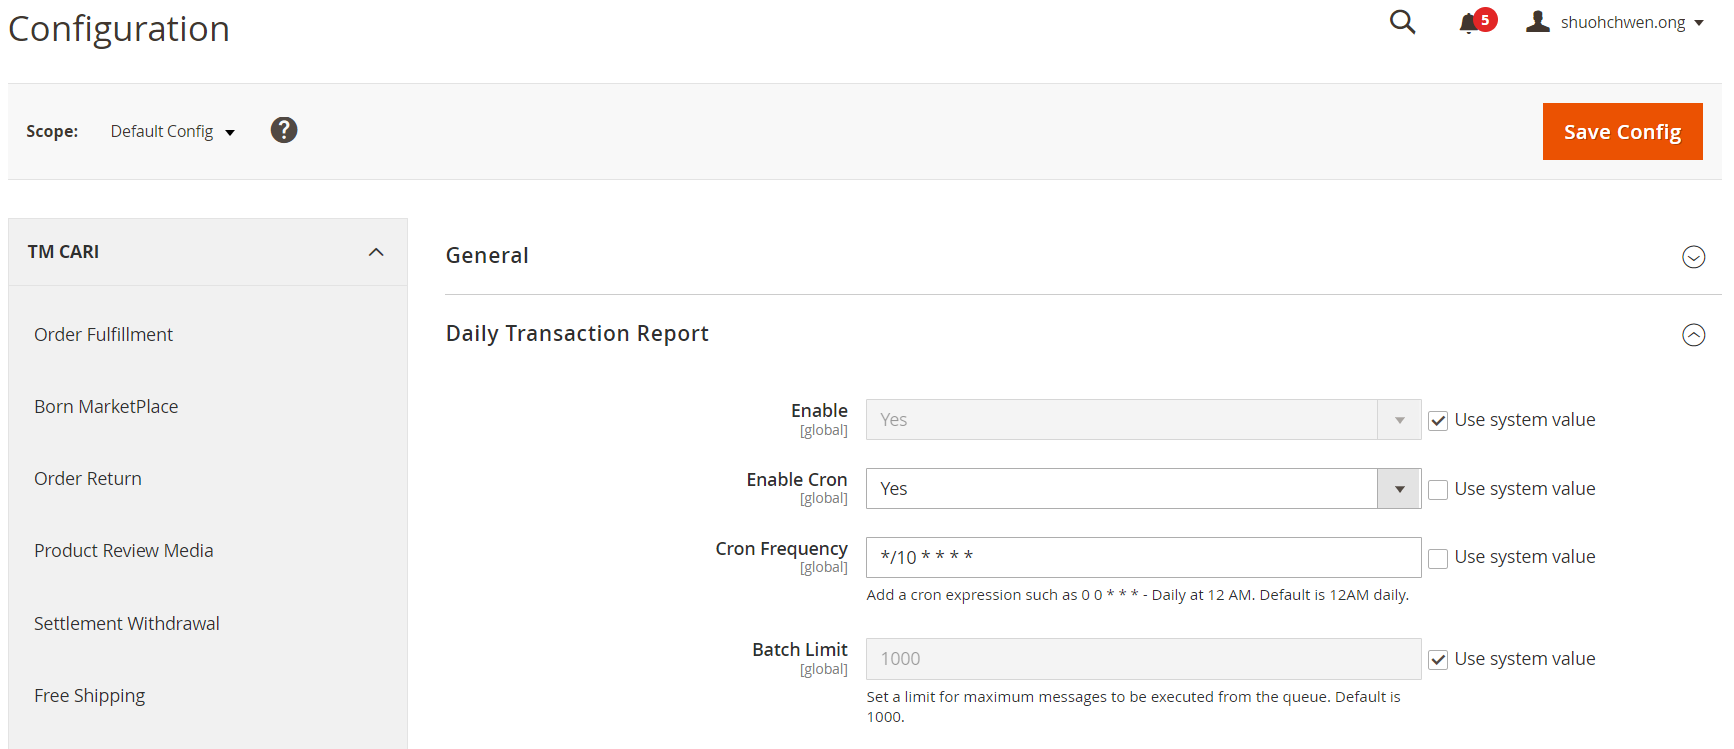 Configuration
5
shuohchwen.ong
Scope:
Default Config
?
Save Config
TM CARI
Order Fulfillment
Born MarketPlace
Order Return
Product Review Media
Settlement Withdrawal
Free Shipping
General
Daily Transaction Report
Enable
[global]
Yes
Use system value
Enable Cron
[global]
Yes
Use system value
Cron Frequency
[global]
*/10 * * * *
Use system value
Add a cron expression such as 0 0 * * * - Daily at 12 AM. Default is 12AM daily.
Batch Limit
[global]
1000
Use system value
Set a limit for maximum messages to be executed from the queue. Default is
1000.